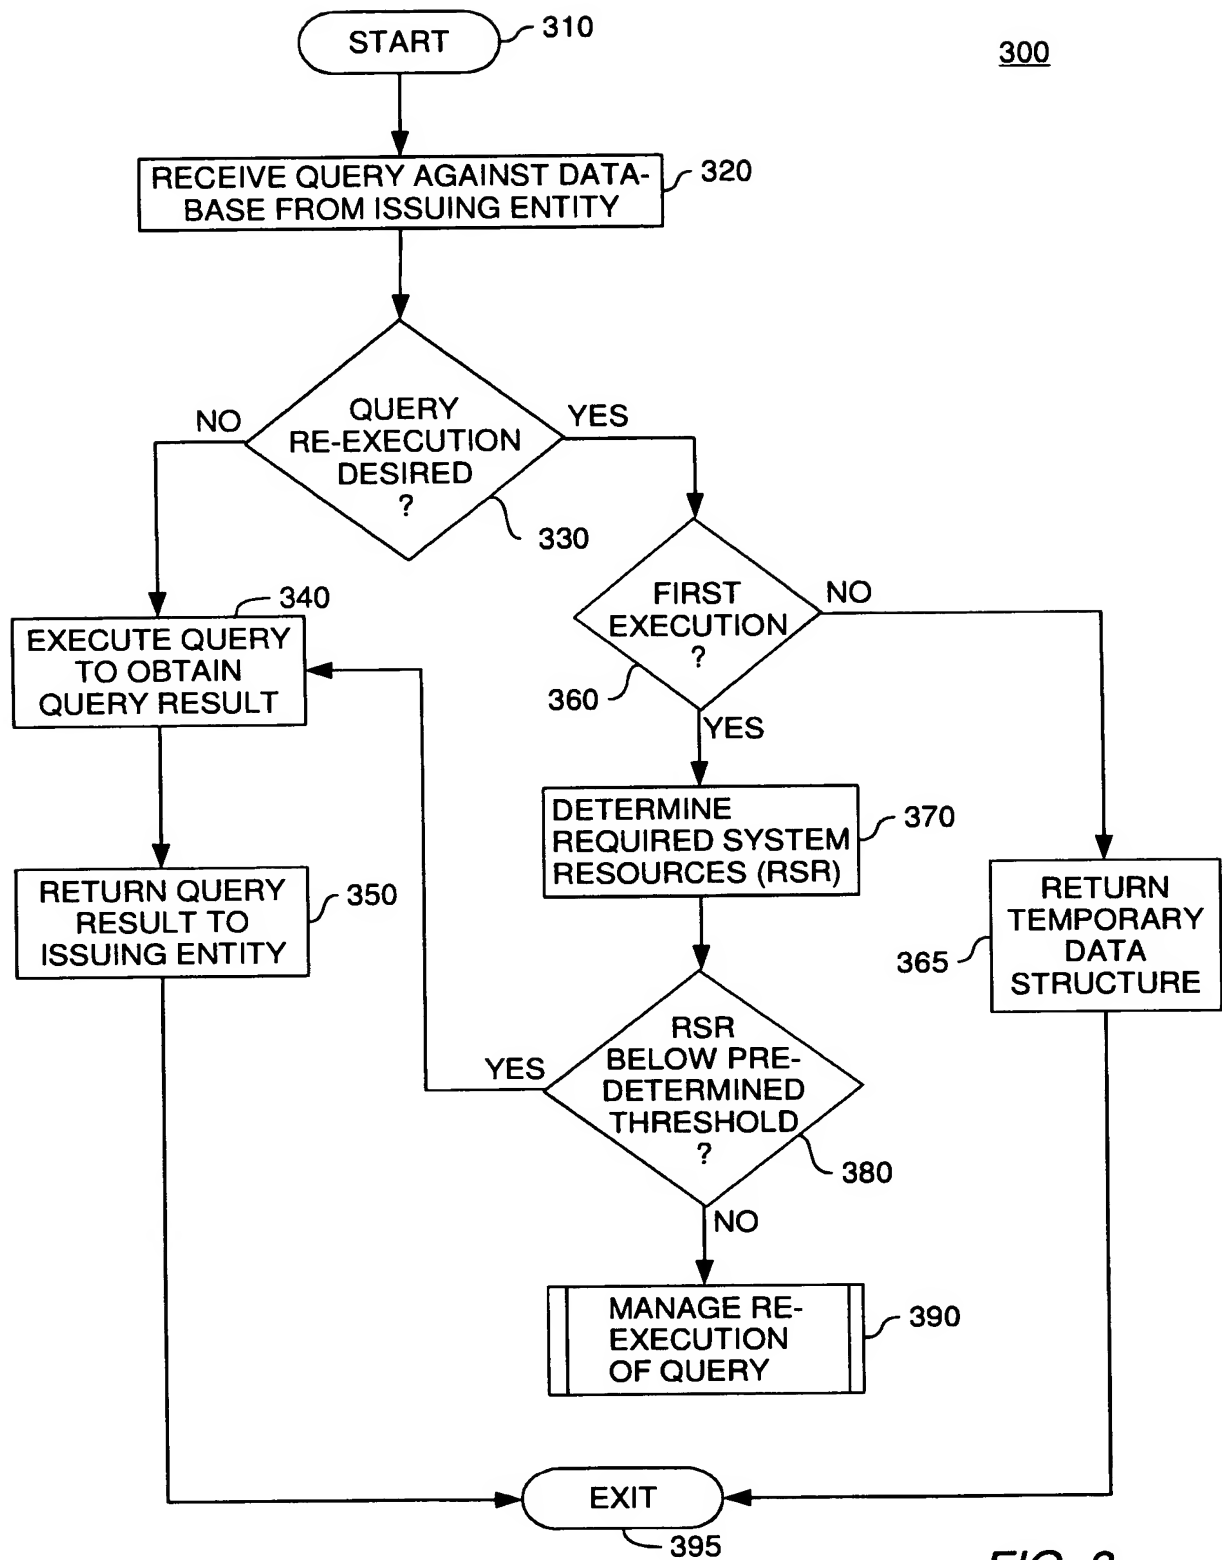 START
310
300
RECEIVE QUERY AGAINST DATA-
BASE FROM ISSUING ENTITY
320
NO
QUERY
RE-EXECUTION
DESIRED
?
YES
330
340
EXECUTE QUERY
TO OBTAIN
QUERY RESULT
FIRST
EXECUTION
?
NO
360
YES
DETERMINE
REQUIRED SYSTEM
RESOURCES (RSR)
370
RETURN QUERY
RESULT TO
ISSUING ENTITY
350
RETURN
TEMPORARY
DATA
STRUCTURE
365
YES
RSR
BELOW PRE-
DETERMINED
THRESHOLD
?
380
NO
MANAGE RE-
EXECUTION
OF QUERY
390
EXIT
395